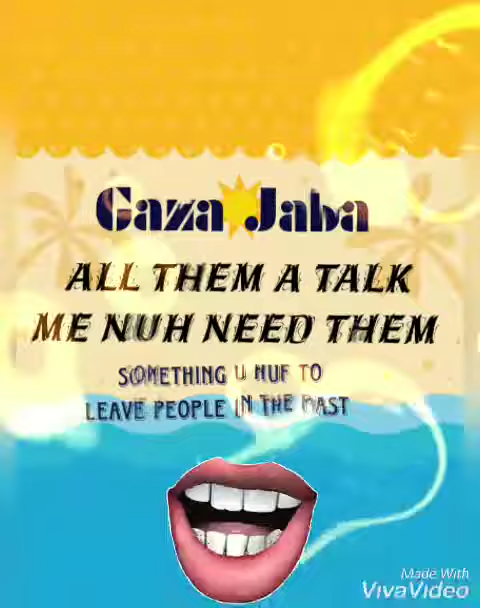 Gaza Jaba
ALL THEM A TALK
ME NUH NEED THEM
SOMETHING U HUF TO
LEAVE PEOPLE IN THE PAST
Made With
VivaVideo